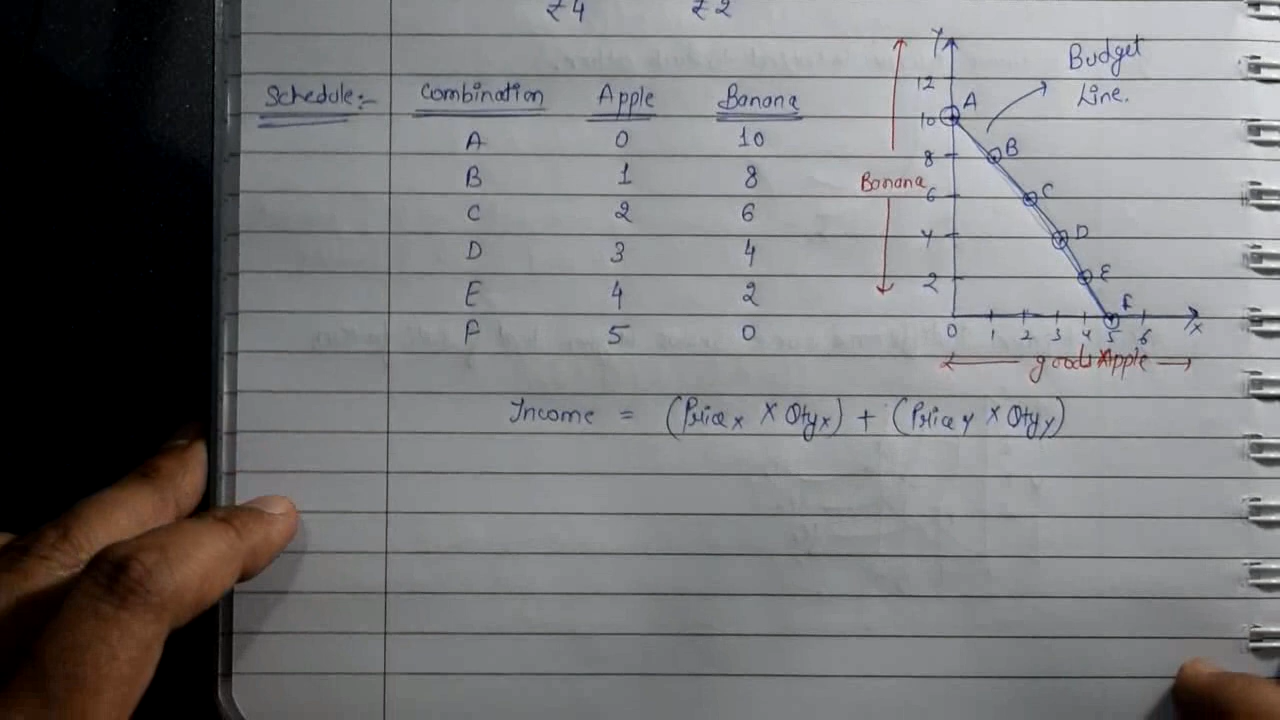 ₹4 ₹2
Schedule:-
Combination Apple Banana
A 0 10
B 1 8
C 2 6
D 3 4
E 4 2
F 5 0
Y
12
10
8
6
4
2
0 1 2 3 4 5 6 X
A
B
C
D
E
F
Budget
Line.
Banana
goods Apple
Income = (Price x X Qty x) + (Price y X Qty y)